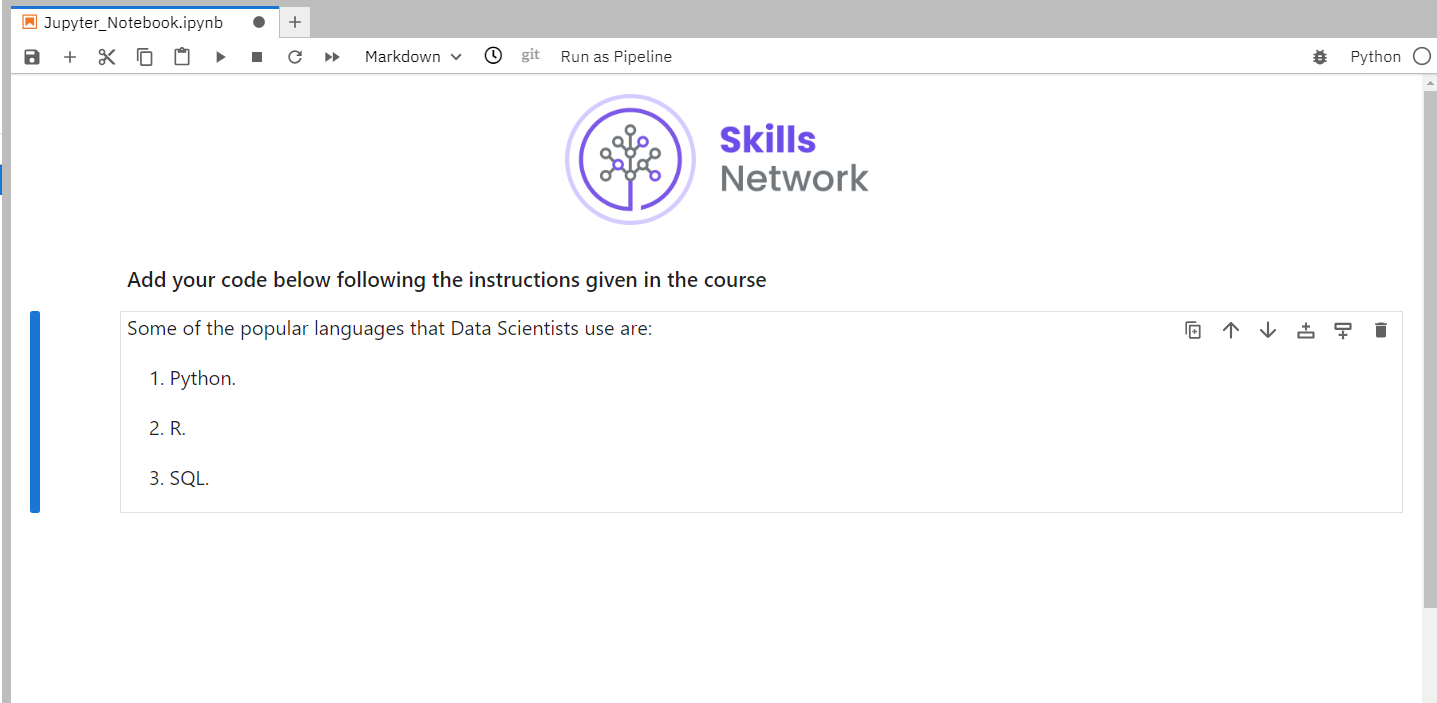 Jupyter_Notebook.ipynb
Markdown git Run as Pipeline Python
Skills
Network
Add your code below following the instructions given in the course
Some of the popular languages that Data Scientists use are:
1. Python.
2. R.
3. SQL.